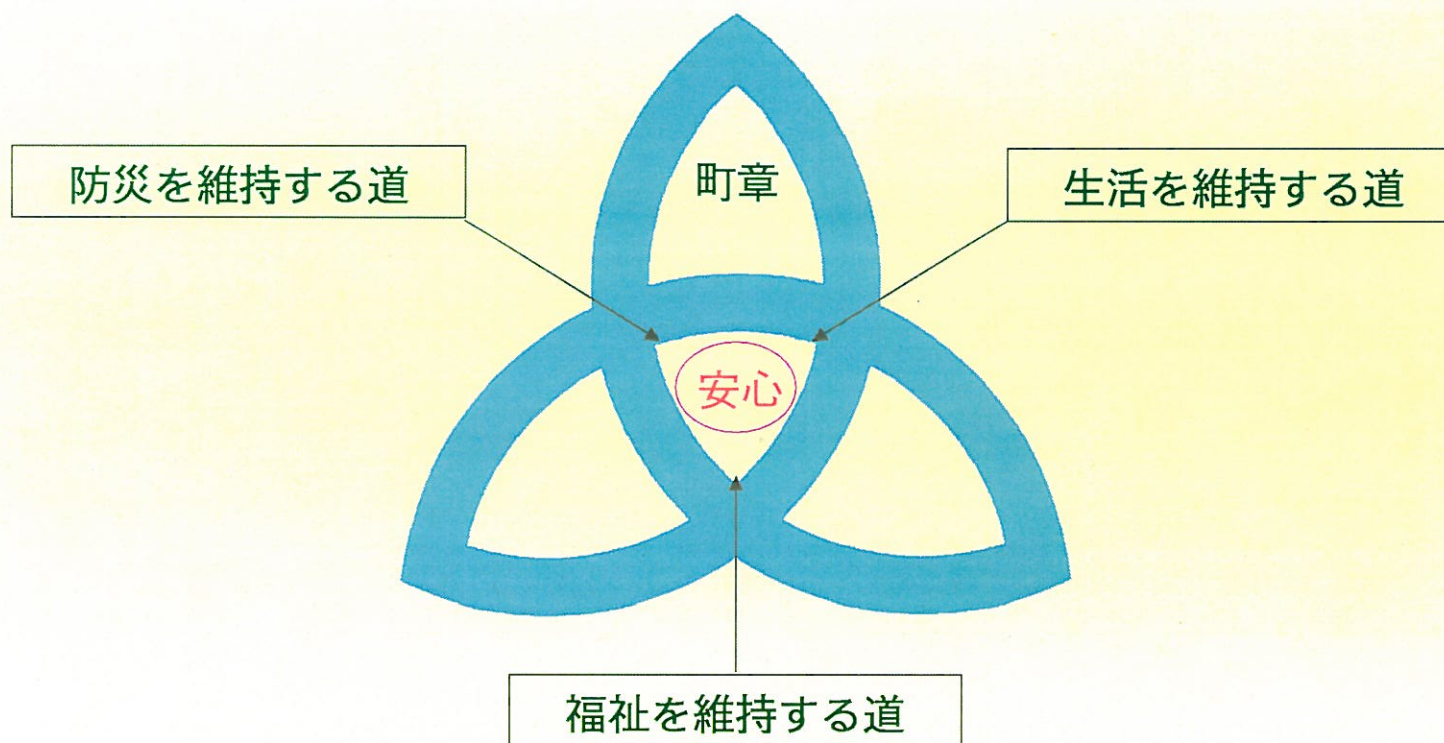 町章
防災を維持する道
生活を維持する道
安心
福祉を維持する道